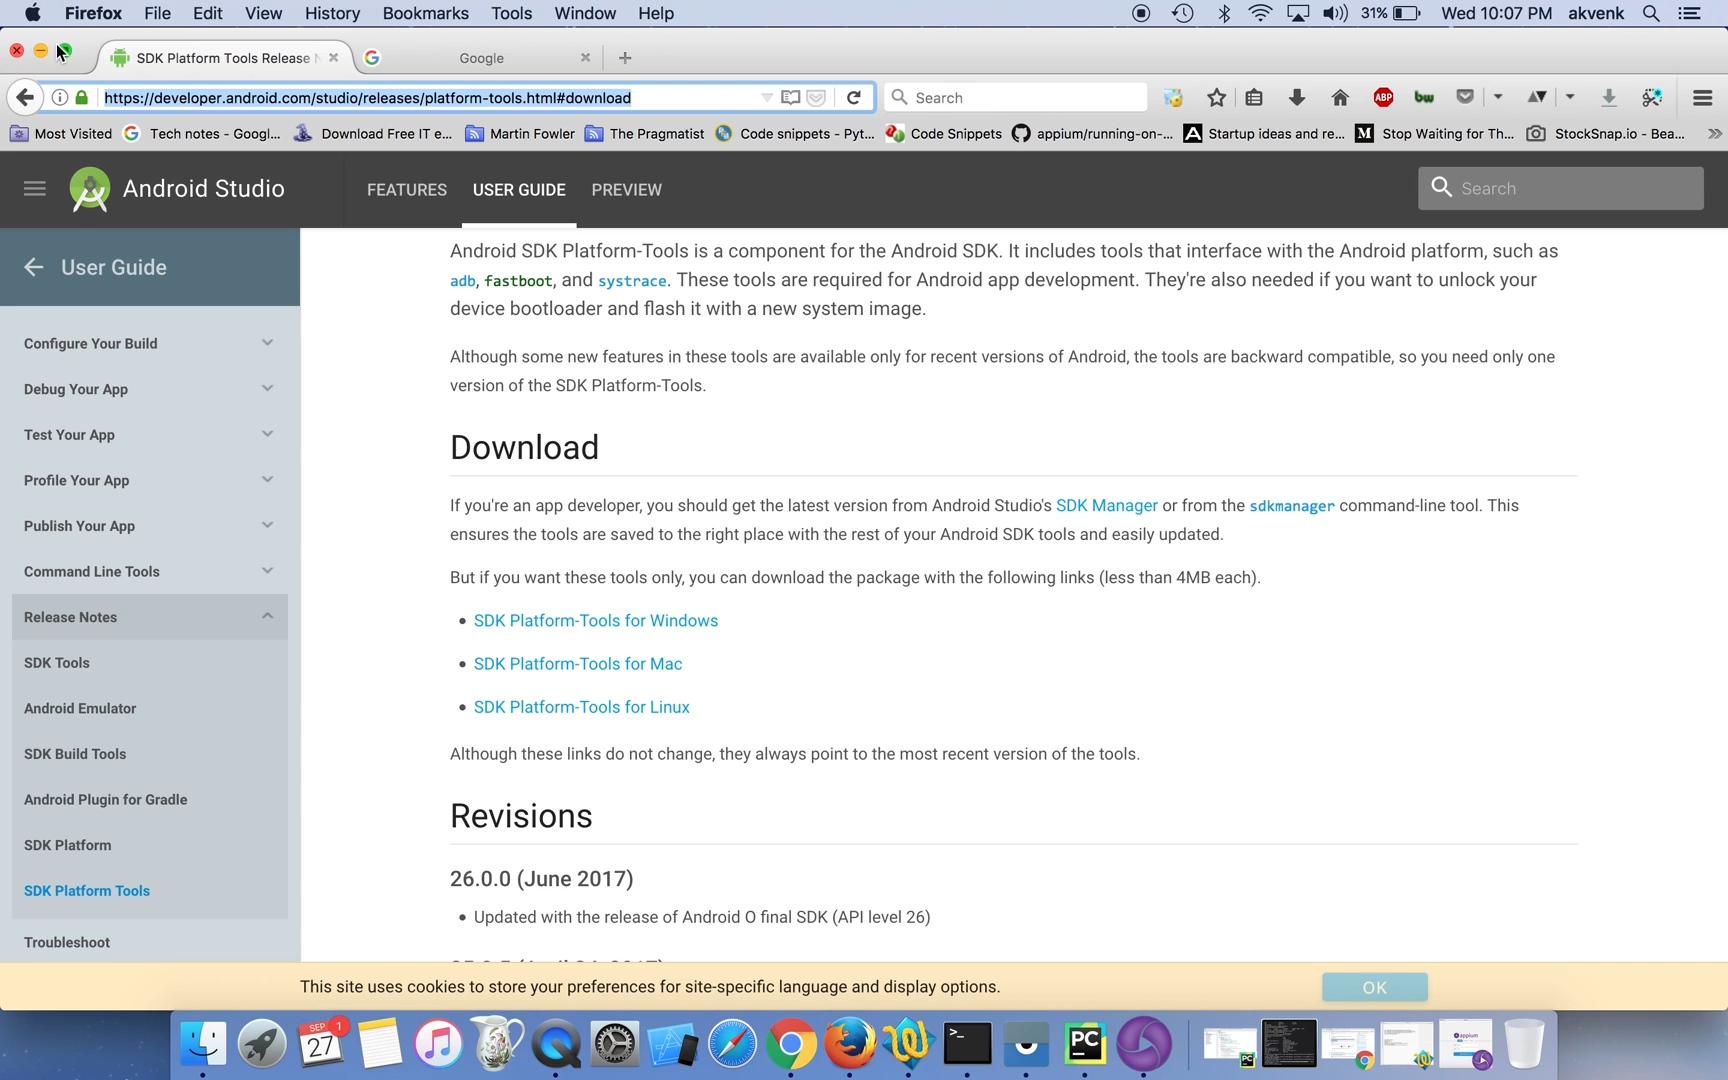 Firefox File Edit View History Bookmarks Tools Window Help 31% Wed 10:07 PM akvenk
SDK Platform Tools Release Google
https://developer.android.com/studio/releases/platform-tools.html#download Search ABP bw
Most Visited Tech notes - Googl... Download Free IT e... Martin Fowler The Pragmatist Code snippets - Pyt... Code Snippets appium/running-on-... Startup ideas and re... Stop Waiting for Th... StockSnap.io - Bea...
Android Studio FEATURES USER GUIDE PREVIEW Search
User Guide
Configure Your Build
Debug Your App
Test Your App
Profile Your App
Publish Your App
Command Line Tools
Release Notes
SDK Tools
Android Emulator
SDK Build Tools
Android Plugin for Gradle
SDK Platform
SDK Platform Tools
Troubleshoot
Android SDK Platform-Tools is a component for the Android SDK. It includes tools that interface with the Android platform, such as
adb, fastboot, and systrace. These tools are required for Android app development. They're also needed if you want to unlock your
device bootloader and flash it with a new system image.
Although some new features in these tools are available only for recent versions of Android, the tools are backward compatible, so you need only one
version of the SDK Platform-Tools.
Download
If you're an app developer, you should get the latest version from Android Studio's SDK Manager or from the sdkmanager command-line tool. This
ensures the tools are saved to the right place with the rest of your Android SDK tools and easily updated.
But if you want these tools only, you can download the package with the following links (less than 4MB each).
• SDK Platform-Tools for Windows
• SDK Platform-Tools for Mac
• SDK Platform-Tools for Linux
Although these links do not change, they always point to the most recent version of the tools.
Revisions
26.0.0 (June 2017)
• Updated with the release of Android O final SDK (API level 26)
This site uses cookies to store your preferences for site-specific language and display options. OK
SEP 1
27
PC
appium